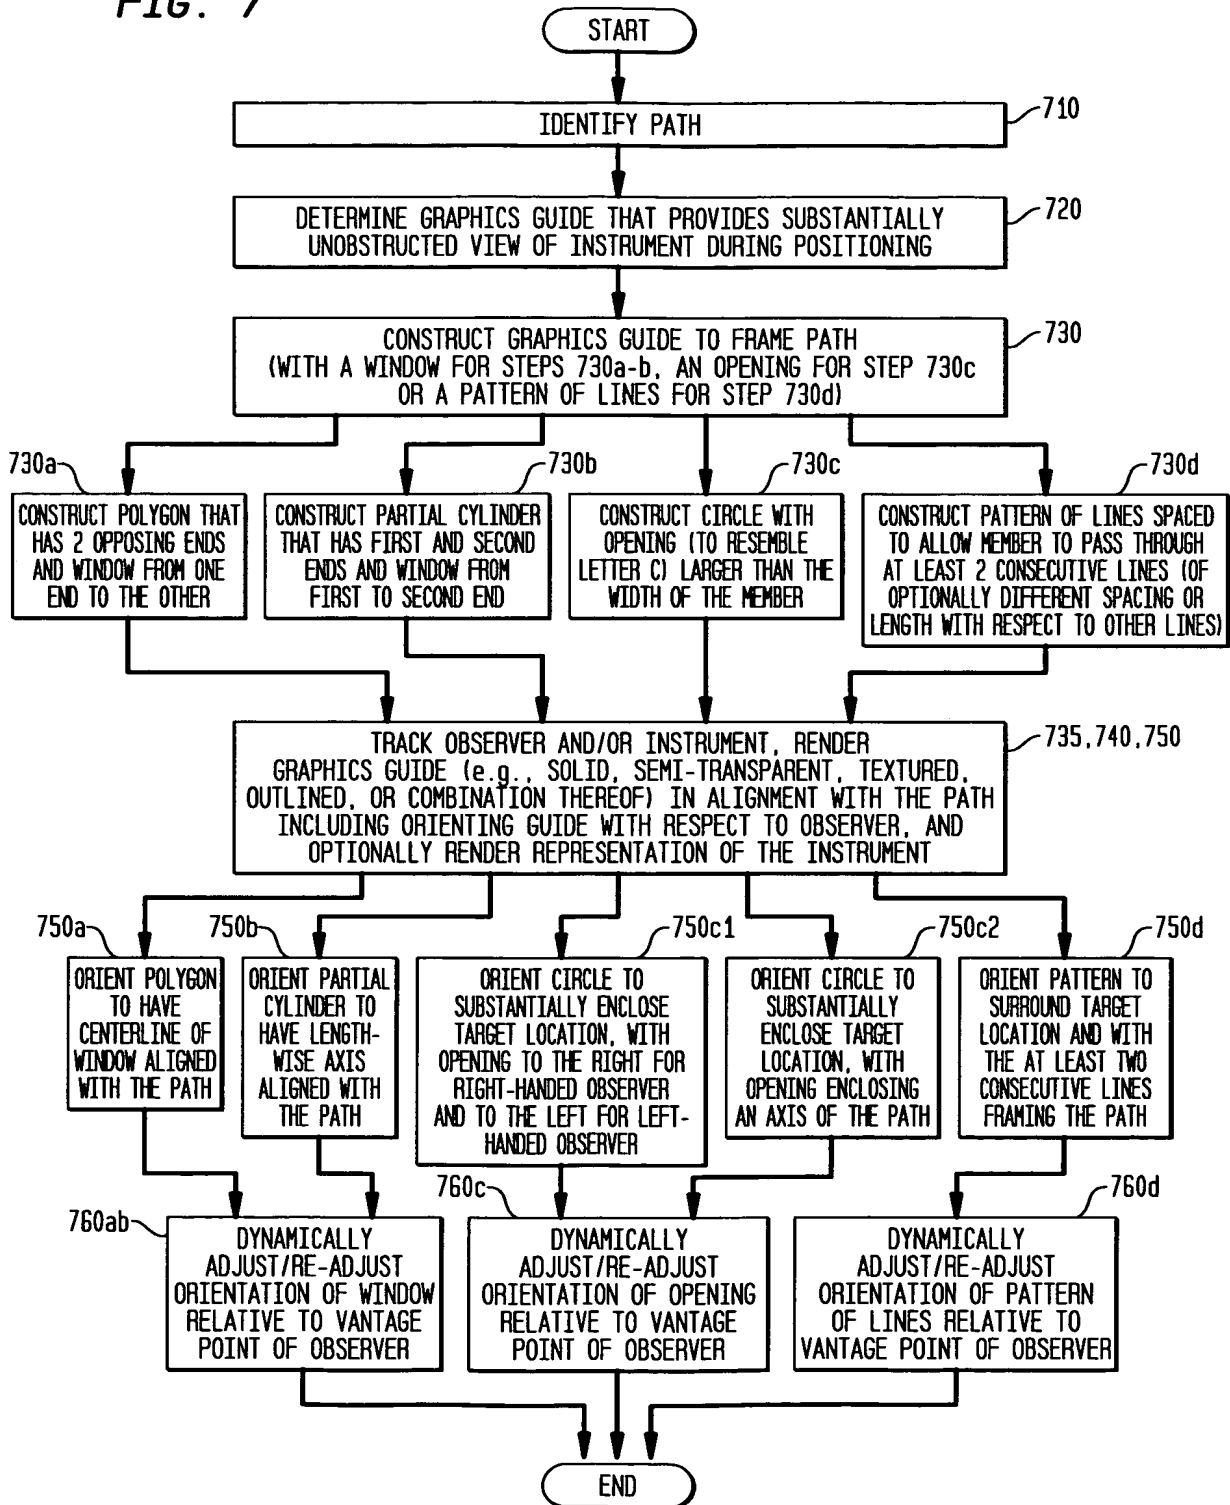 FIG. 7
START
IDENTIFY PATH
710
DETERMINE GRAPHICS GUIDE THAT PROVIDES SUBSTANTIALLY
UNOBSTRUCTED VIEW OF INSTRUMENT DURING POSITIONING
720
CONSTRUCT GRAPHICS GUIDE TO FRAME PATH
(WITH A WINDOW FOR STEPS 730a-b, AN OPENING FOR STEP 730c
OR A PATTERN OF LINES FOR STEP 730d)
730
730a
CONSTRUCT POLYGON THAT
HAS 2 OPPOSING ENDS
AND WINDOW FROM ONE
END TO THE OTHER
730b
CONSTRUCT PARTIAL CYLINDER
THAT HAS FIRST AND SECOND
ENDS AND WINDOW FROM
FIRST TO SECOND END
730c
CONSTRUCT CIRCLE WITH
OPENING (TO RESEMBLE
LETTER C) LARGER THAN THE
WIDTH OF THE MEMBER
730d
CONSTRUCT PATTERN OF LINES SPACED
TO ALLOW MEMBER TO PASS THROUGH
AT LEAST 2 CONSECUTIVE LINES (OF
OPTIONALLY DIFFERENT SPACING OR
LENGTH WITH RESPECT TO OTHER LINES)
TRACK OBSERVER AND/OR INSTRUMENT, RENDER
GRAPHICS GUIDE (e.g., SOLID, SEMI-TRANSPARENT, TEXTURED,
OUTLINED, OR COMBINATION THEREOF) IN ALIGNMENT WITH THE PATH
INCLUDING ORIENTING GUIDE WITH RESPECT TO OBSERVER, AND
OPTIONALLY RENDER REPRESENTATION OF THE INSTRUMENT
735,740,750
750a
ORIENT POLYGON
TO HAVE
CENTERLINE OF
WINDOW ALIGNED
WITH THE PATH
750b
ORIENT PARTIAL
CYLINDER TO
HAVE LENGTH-
WISE AXIS
ALIGNED WITH
THE PATH
750c1
ORIENT CIRCLE TO
SUBSTANTIALLY ENCLOSE
TARGET LOCATION, WITH
OPENING TO THE RIGHT FOR
RIGHT-HANDED OBSERVER
AND TO THE LEFT FOR LEFT-
HANDED OBSERVER
750c2
ORIENT CIRCLE TO
SUBSTANTIALLY
ENCLOSE TARGET
LOCATION, WITH
OPENING ENCLOSING
AN AXIS OF THE PATH
750d
ORIENT PATTERN TO
SURROUND TARGET
LOCATION AND WITH
THE AT LEAST TWO
CONSECUTIVE LINES
FRAMING THE PATH
760ab
DYNAMICALLY
ADJUST/RE-ADJUST
ORIENTATION OF WINDOW
RELATIVE TO VANTAGE
POINT OF OBSERVER
760c
DYNAMICALLY
ADJUST/RE-ADJUST
ORIENTATION OF OPENING
RELATIVE TO VANTAGE
POINT OF OBSERVER
760d
DYNAMICALLY
ADJUST/RE-ADJUST
ORIENTATION OF PATTERN
OF LINES RELATIVE TO
VANTAGE POINT OF OBSERVER
END